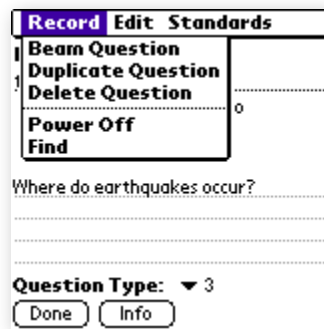 Record Edit Standards
Beam Question
Duplicate Question
Delete Question
Power Off
Find
Where do earthquakes occur?
Question Type: 3
Done Info